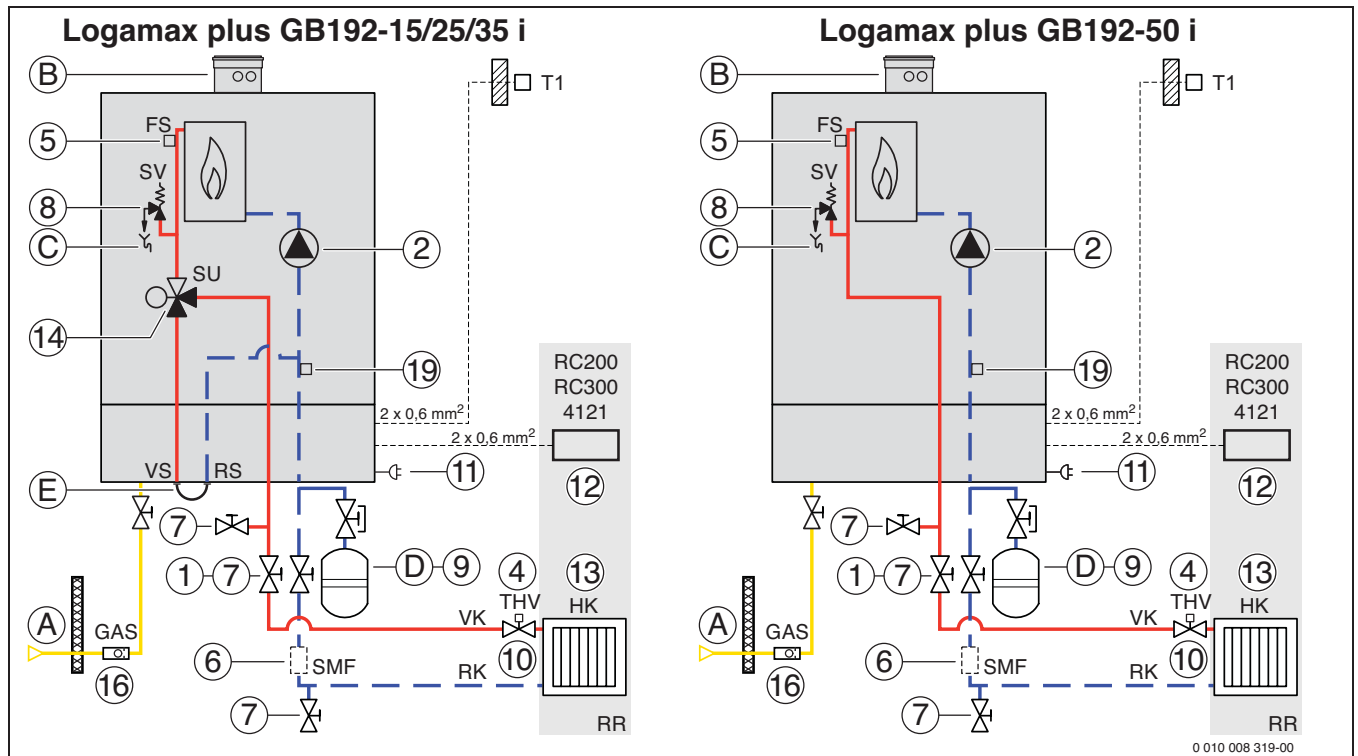 Logamax plus GB192-15/25/35 i
B
T1
FS
5
SV
8
C
2
SU
14
19
RC200
RC300
4121
2 x 0,6 mm²
2 x 0,6 mm²
VS
RS
E
11
12
7
1
7
D
9
4
13
THV
HK
VK
A
GAS
10
6
SMF
RK
16
7
RR
Logamax plus GB192-50 i
B
T1
FS
5
SV
8
C
2
19
RC200
RC300
4121
2 x 0,6 mm²
2 x 0,6 mm²
11
12
7
1
7
D
9
4
13
THV
HK
VK
A
GAS
10
6
SMF
RK
16
7
RR
0 010 008 319-00